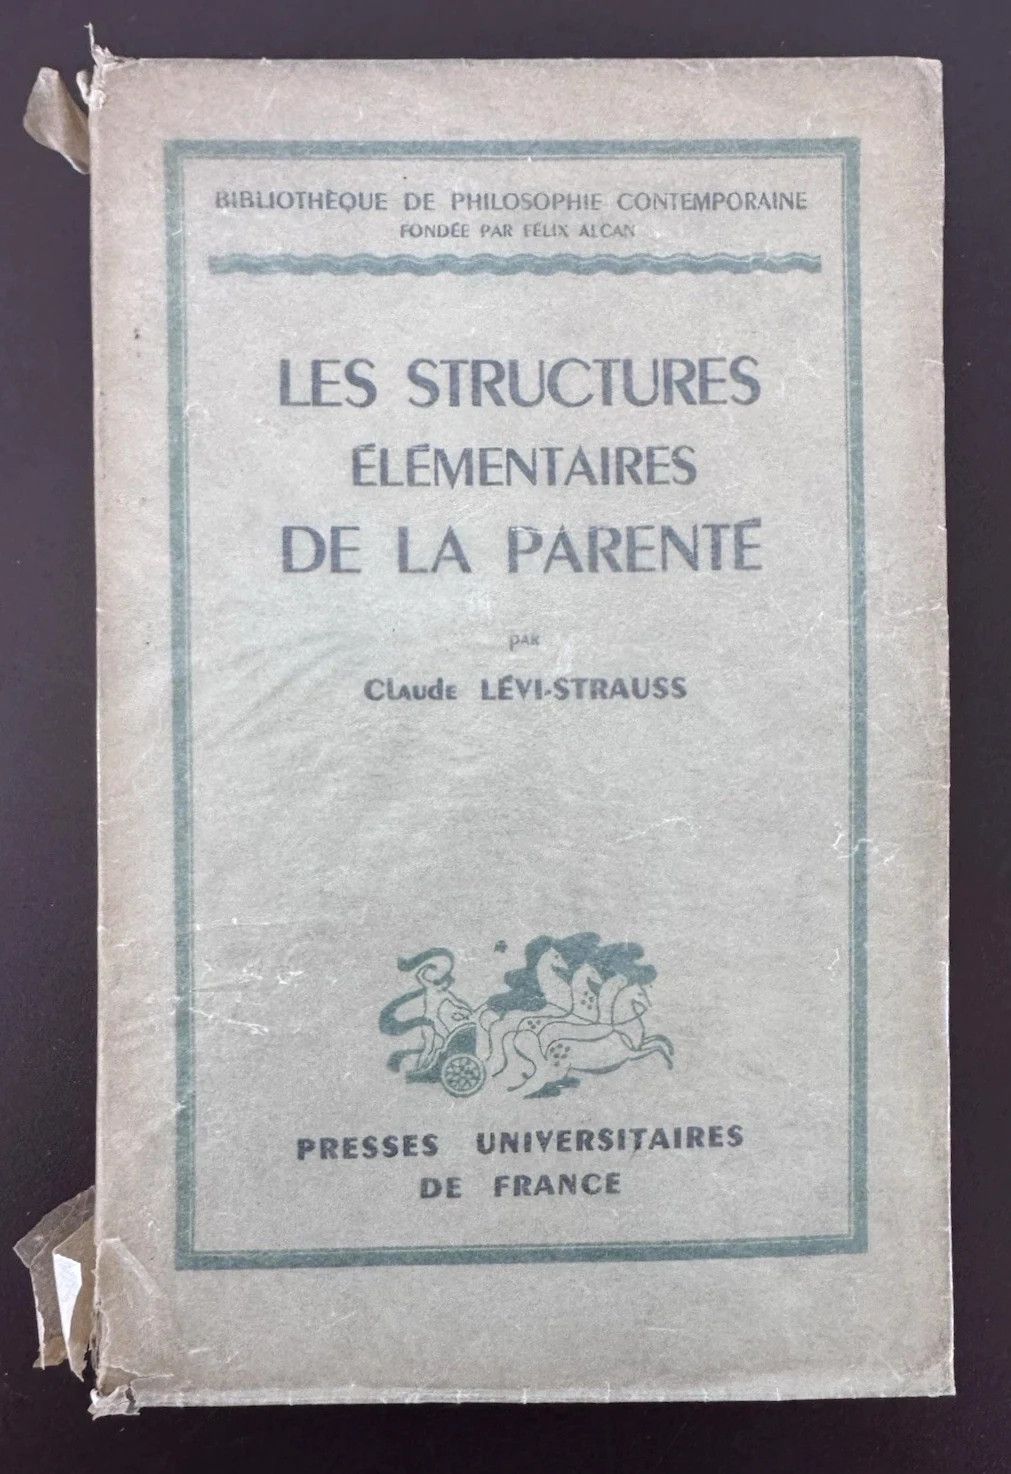 BIBLIOTHÈQUE DE PHILOSOPHIE CONTEMPORAINE
FONDÉE PAR FÉLIX ALCAN
LES STRUCTURES
ÉLÉMENTAIRES
DE LA PARENTÉ
PAR
Claude LÉVI-STRAUSS
PRESSES UNIVERSITAIRES
DE FRANCE